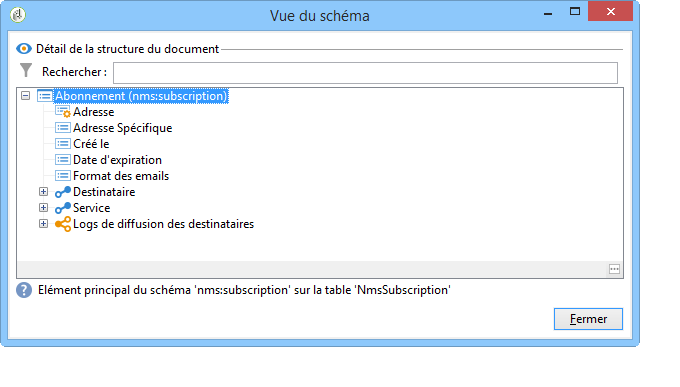 Vue du schéma
Détail de la structure du document
Rechercher :
Abonnement (nms:subscription)
Adresse
Adresse Spécifique
Créé le
Date d'expiration
Format des emails
Destinataire
Service
Logs de diffusion des destinataires
Elément principal du schéma 'nms:subscription' sur la table 'NmsSubscription'
Fermer